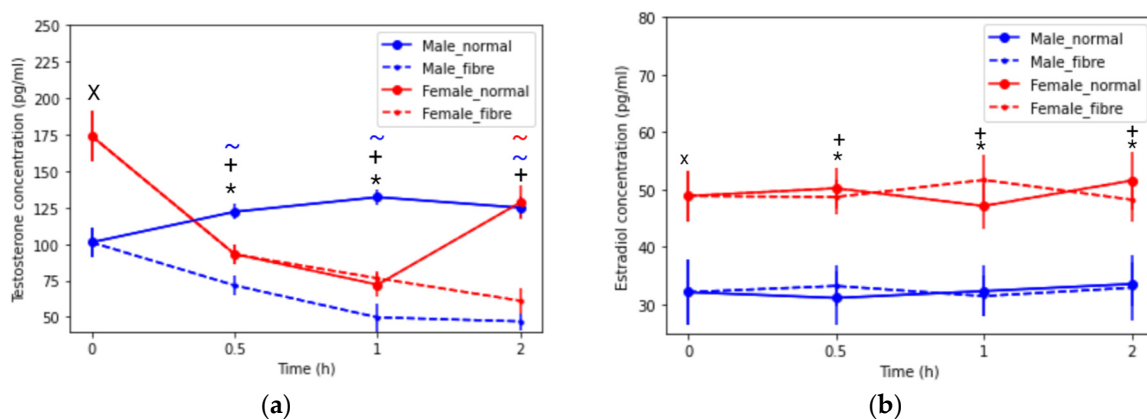 250
225
200
175
150
125
100
75
50
Testosterone concentration (pg/ml)
Male_normal
Male_fibre
Female_normal
Female_fibre
X
~
+
*
~
+
*
~
~
+
0
0.5
1
2
Time (h)
(a)
80
70
60
50
40
30
Estradiol concentration (pg/ml)
Male_normal
Male_fibre
Female_normal
Female_fibre
x
+
*
+
*
+
*
0
0.5
1
2
Time (h)
(b)